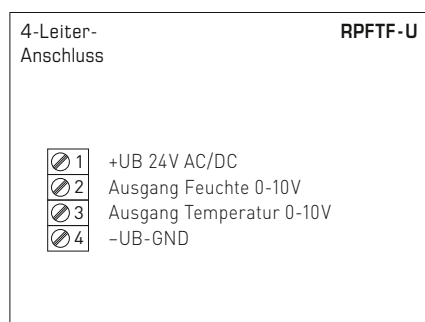 4-Leiter-
Anschluss
RPFTF-U
1 +UB 24V AC/DC
2 Ausgang Feuchte 0-10V
3 Ausgang Temperatur 0-10V
4 –UB-GND